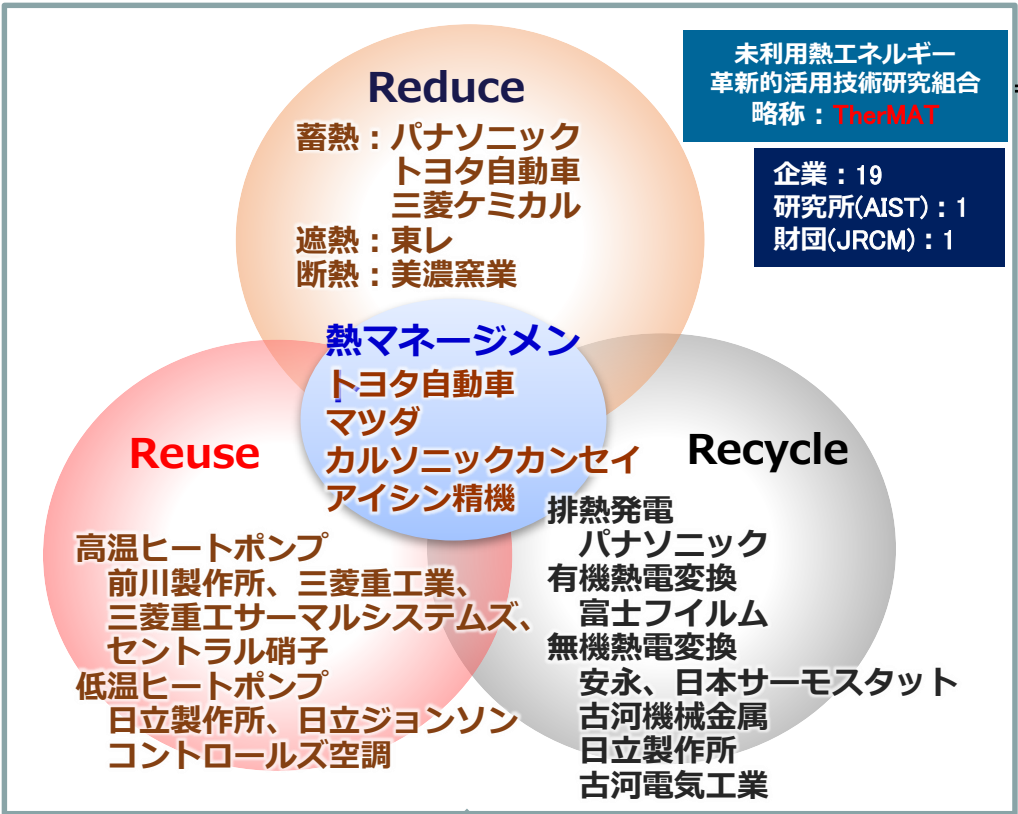 Reduce
蓄熱：パナソニック
トヨタ自動車
三菱ケミカル
遮熱：東レ
断熱：美濃窯業
未利用熱エネルギー
革新的活用技術研究組合
略称：TherMAT
企業：19
研究所(AIST)：1
財団(JRCM)：1
熱マネージメン
ト
トヨタ自動車
マツダ
カルソニックカンセイ
アイシン精機
Reuse
高温ヒートポンプ
前川製作所、三菱重工業、
三菱重工サーマルシステムズ、
セントラル硝子
低温ヒートポンプ
日立製作所、日立ジョンソン
コントロールズ空調
Recycle
排熱発電
パナソニック
有機熱電変換
富士フイルム
無機熱電変換
安永、日本サーモスタット
古河機械金属
日立製作所
古河電気工業